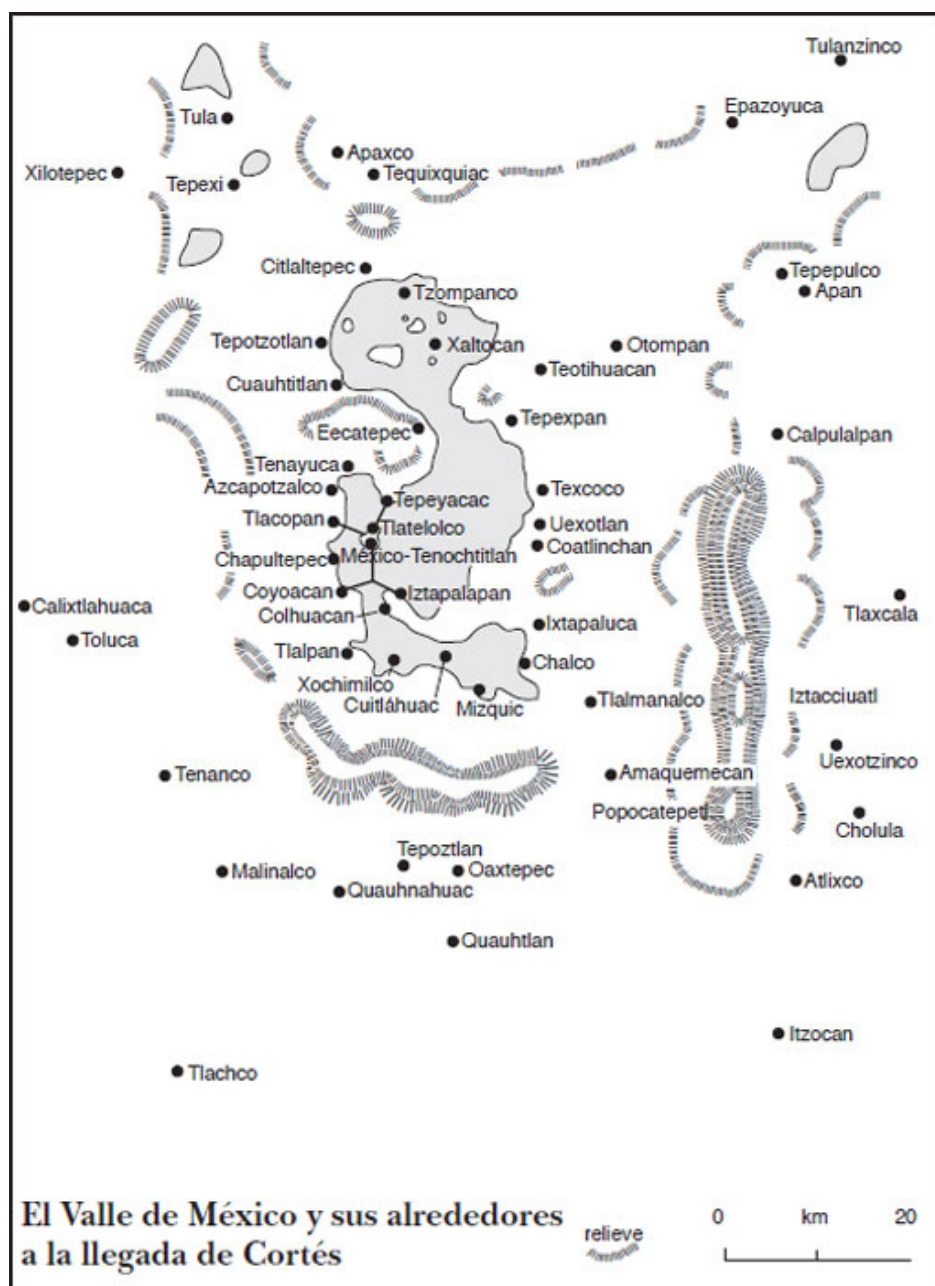 Tulanzinco
Epazoyuca
Tula
Apaxco
Xilotepec
Tequixquiac
Tepexi
Citlaltepec
Tepepulco
Apan
Tzompanco
Tepotzotlan
Xaltocan
Otompan
Teotihuacan
Cuauhtitlan
Tepexpan
Eecatepec
Calpulalpan
Tenayuca
Azcapotzalco
Texcoco
Tepeyacac
Tlacopan
Tlatelolco
Uexotlan
Coatlinchan
Chapultepec
México-Tenochtitlan
Coyoacan
Iztapalapan
Calixtlahuaca
Tlaxcala
Colhuacan
Ixtapaluca
Toluca
Tlalpan
Chalco
Xochimilco
Cuitláhuac
Mizquic
Tlalmanalco
Iztacciuatl
Uexotzinco
Tenanco
Amaquemecan
Popocatepetl
Cholula
Tepoztlan
Malinalco
Oaxtepec
Atlixco
Quauhnahuac
Quauhtlan
Itzocan
Tlachco
El Valle de México y sus alrededores
a la llegada de Cortés
relieve
0 km 20